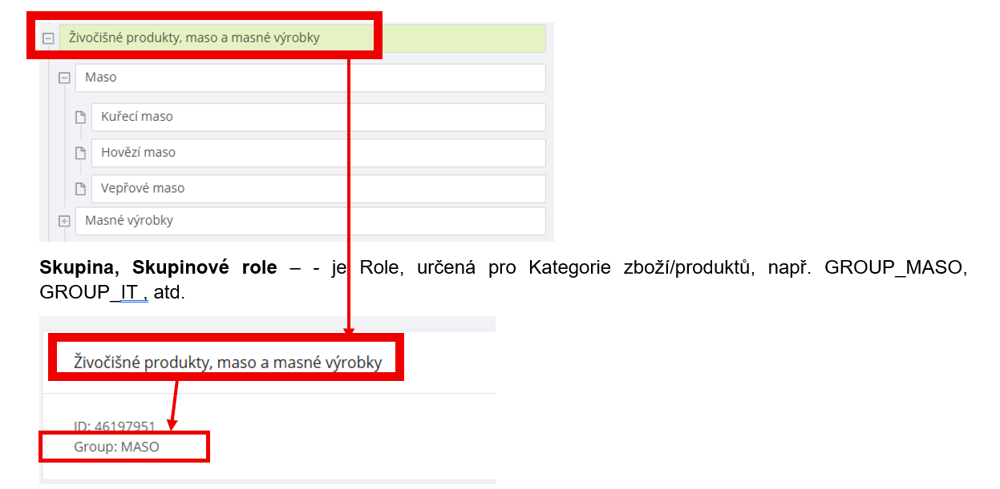 Živočišné produkty, maso a masné výrobky
Maso
Kuřecí maso
Hovězí maso
Vepřové maso
Masné výrobky
Skupina, Skupinové role – - je Role, určená pro Kategorie zboží/produktů, např. GROUP_MASO,
GROUP_IT , atd.
Živočišné produkty, maso a masné výrobky
ID: 46197951
Group: MASO